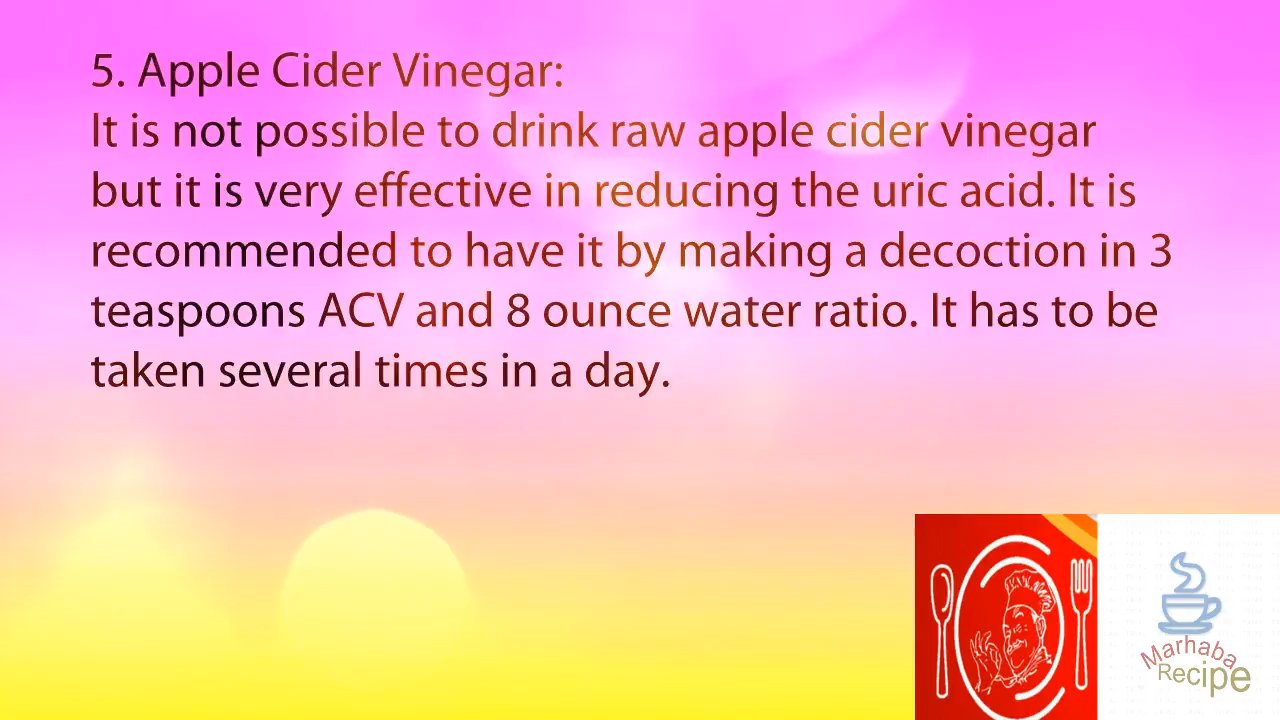 5. Apple Cider Vinegar:
It is not possible to drink raw apple cider vinegar
but it is very effective in reducing the uric acid. It is
recommended to have it by making a decoction in 3
teaspoons ACV and 8 ounce water ratio. It has to be
taken several times in a day.
Marhaba
Recipe